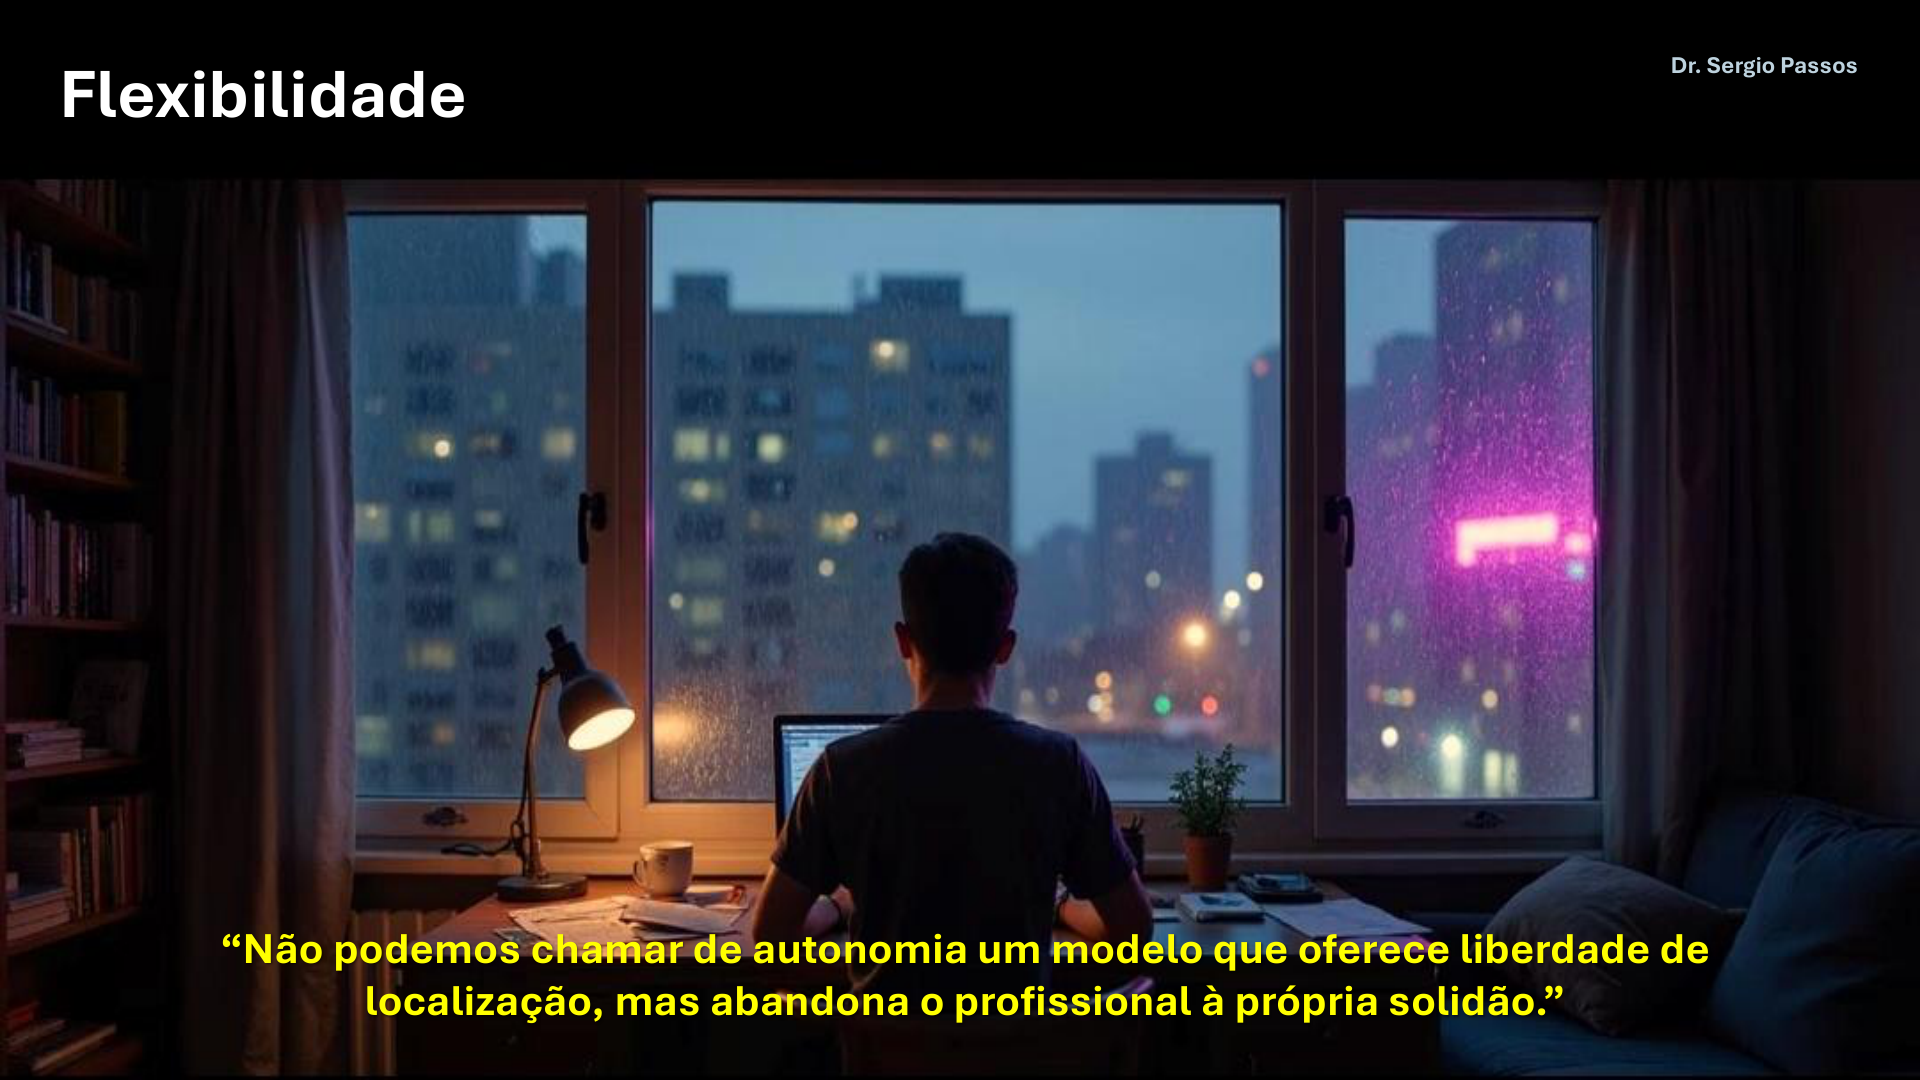 Flexibilidade
Dr. Sergio Passos
“Não podemos chamar de autonomia um modelo que oferece liberdade de
localização, mas abandona o profissional à própria solidão.”